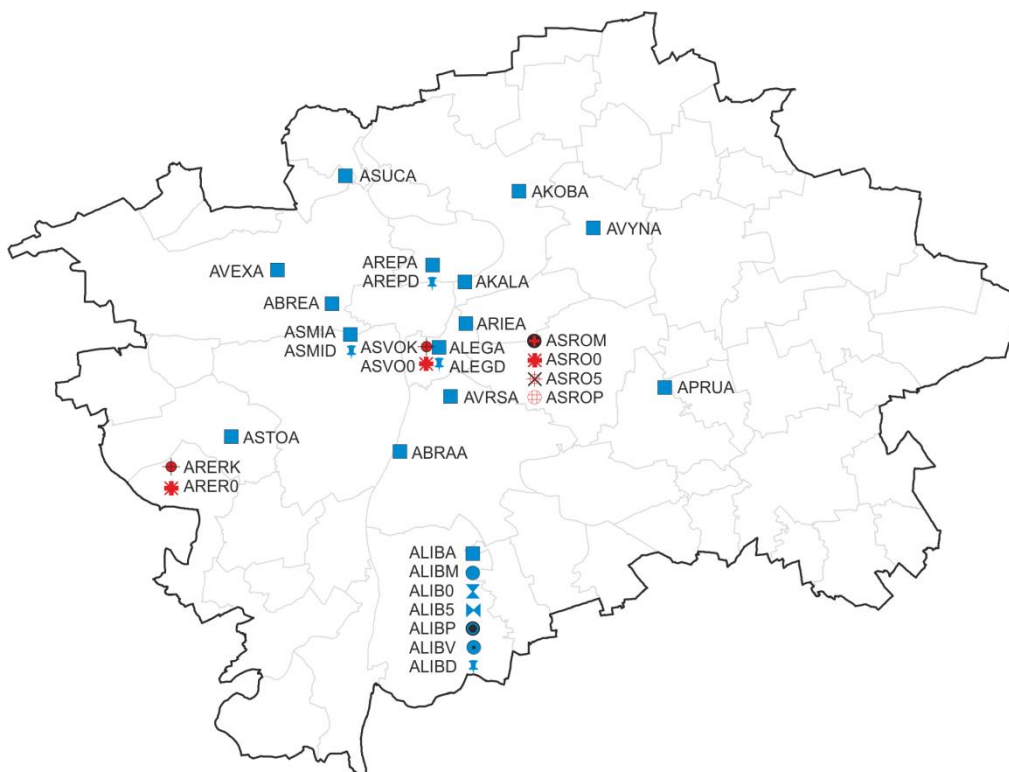 ASUCA
AKOBA
AVYNA
AVEXA
AREPA
AREPD
AKALA
ABREA
ARIEA
ASMIA
ASMID
ASVOK
ASVO0
ALEGA
ALEGD
ASROM
ASRO0
ASRO5
ASROP
APRUA
AVRSA
ASTOA
ABRAA
ARERK
ARER0
ALIBA
ALIBM
ALIB0
ALIB5
ALIBP
ALIBV
ALIBD